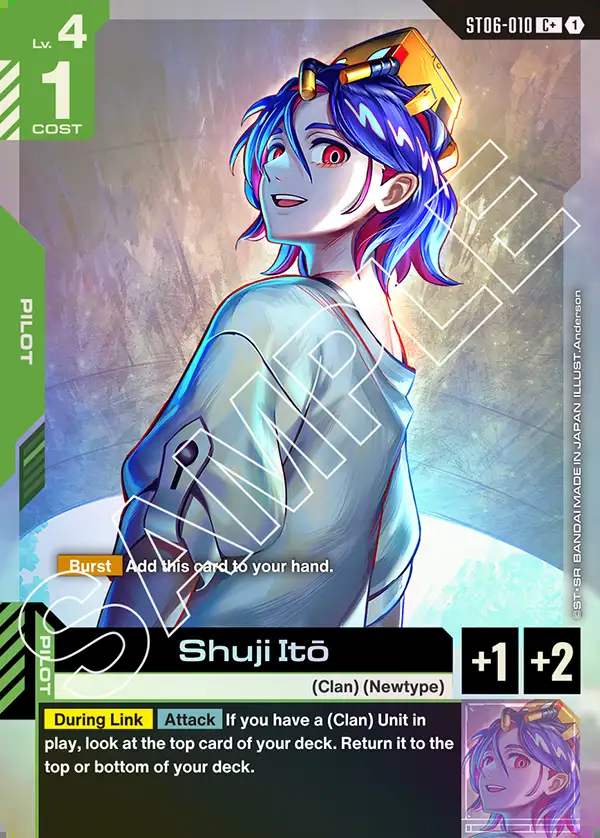 Lv. 4
1
COST
ST06-010 C+ 1
PILOT
©ST・SR BANDAI MADE IN JAPAN ILLUST.Anderson
SAMPLE
Burst Add this card to your hand.
PILOT
Shuji Itō
+1 +2
(Clan) (Newtype)
During Link Attack If you have a (Clan) Unit in
play, look at the top card of your deck. Return it to the
top or bottom of your deck.